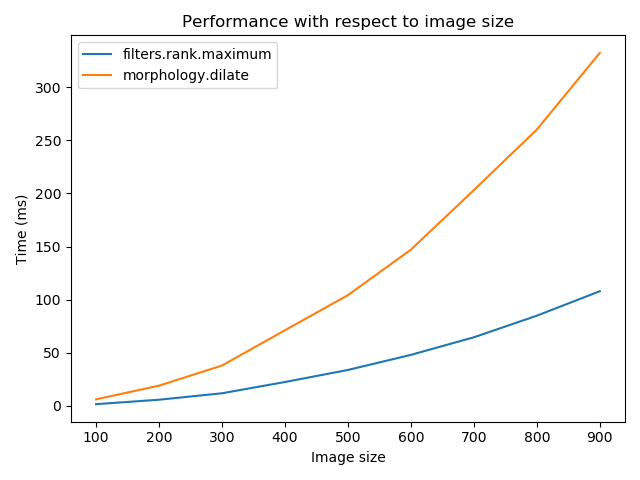 Performance with respect to image size
filters.rank.maximum
morphology.dilate
Time (ms)
300
250
200
150
100
50
0
100 200 300 400 500 600 700 800 900
Image size